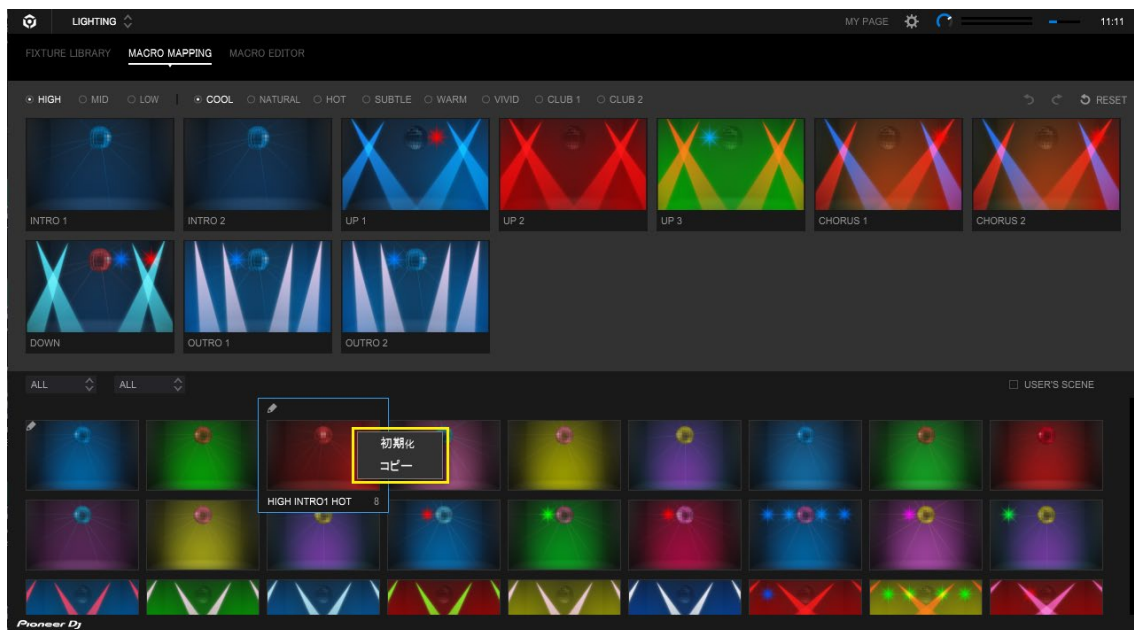 LIGHTING
MY PAGE
11:11
FIXTURE LIBRARY MACRO MAPPING MACRO EDITOR
HIGH MID LOW COOL NATURAL HOT SUBTLE WARM VIVID CLUB 1 CLUB 2 RESET
INTRO 1 INTRO 2 UP 1 UP 2 UP 3 CHORUS 1 CHORUS 2
DOWN OUTRO 1 OUTRO 2
ALL ALL USER'S SCENE
初期化
コピー
HIGH INTRO1 HOT 8
Pioneer Dj